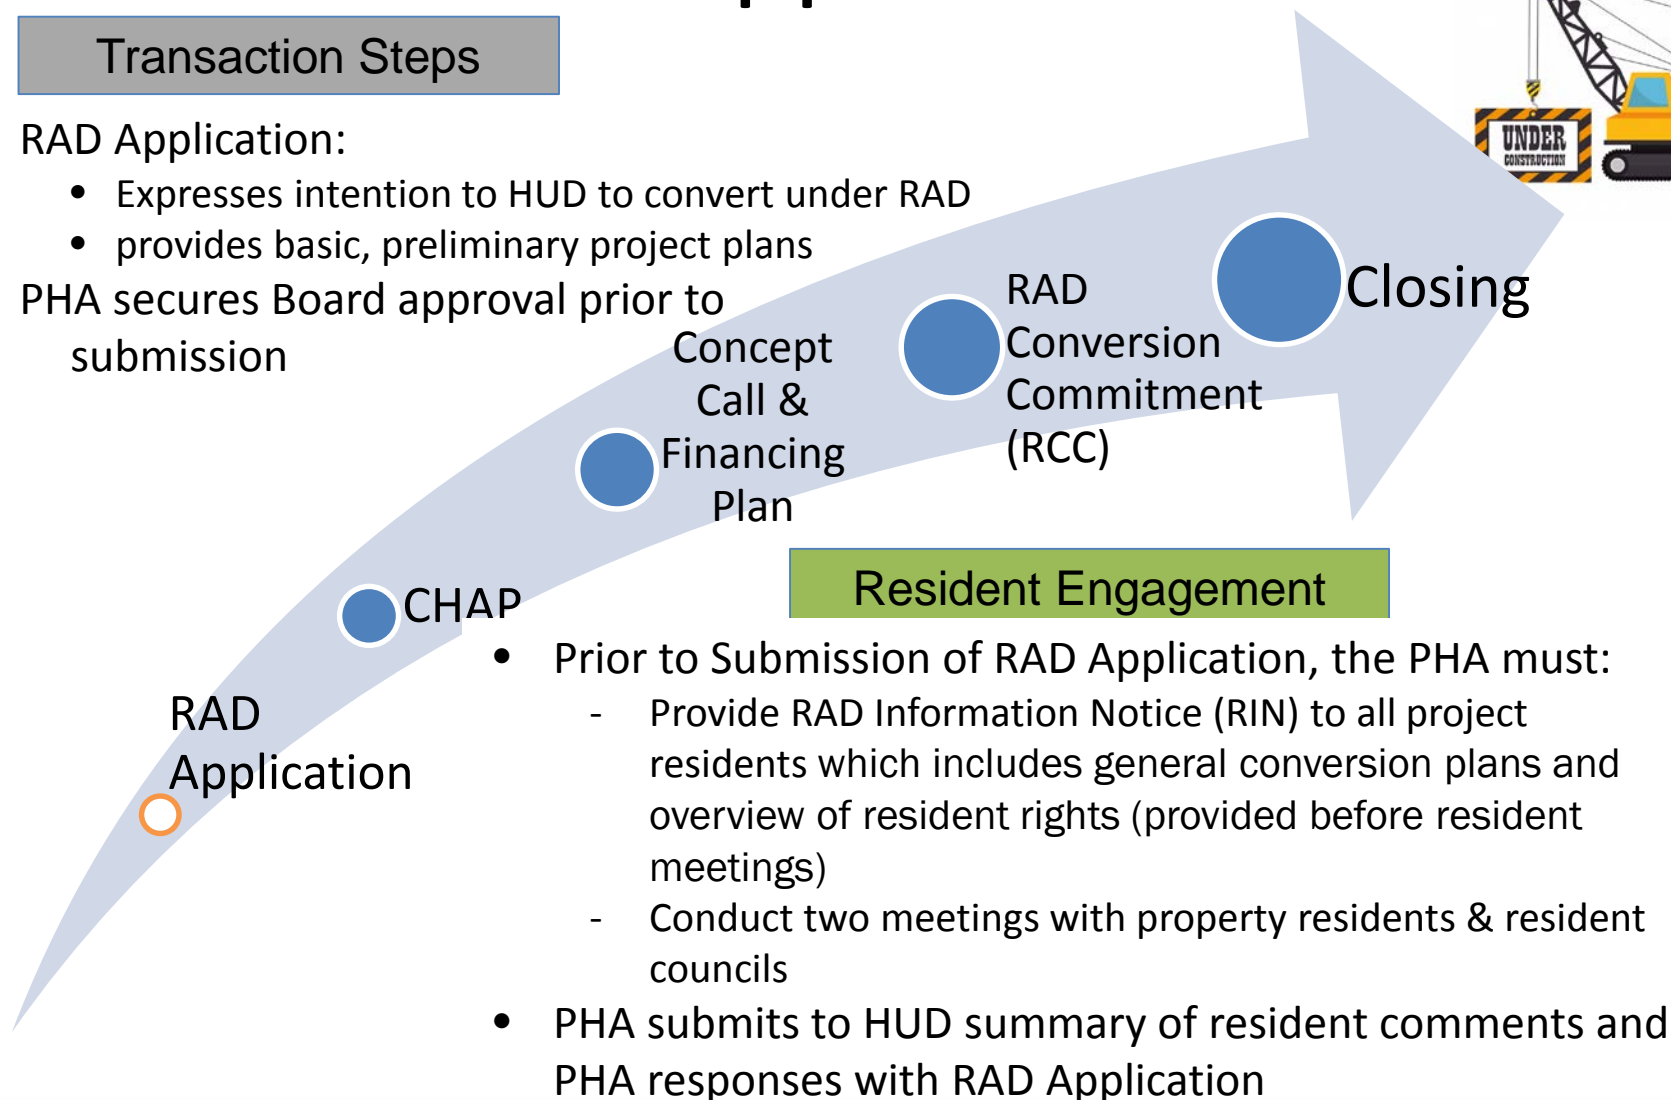 Transaction Steps
RAD Application:
• Expresses intention to HUD to convert under RAD
• provides basic, preliminary project plans
PHA secures Board approval prior to
submission
UNDER
CONSTRUCTION
Closing
RAD
Conversion
Commitment
(RCC)
Concept
Call &
Financing
Plan
CHAP
RAD
Application
Resident Engagement
• Prior to Submission of RAD Application, the PHA must:
- Provide RAD Information Notice (RIN) to all project
residents which includes general conversion plans and
overview of resident rights (provided before resident
meetings)
- Conduct two meetings with property residents & resident
councils
• PHA submits to HUD summary of resident comments and
PHA responses with RAD Application